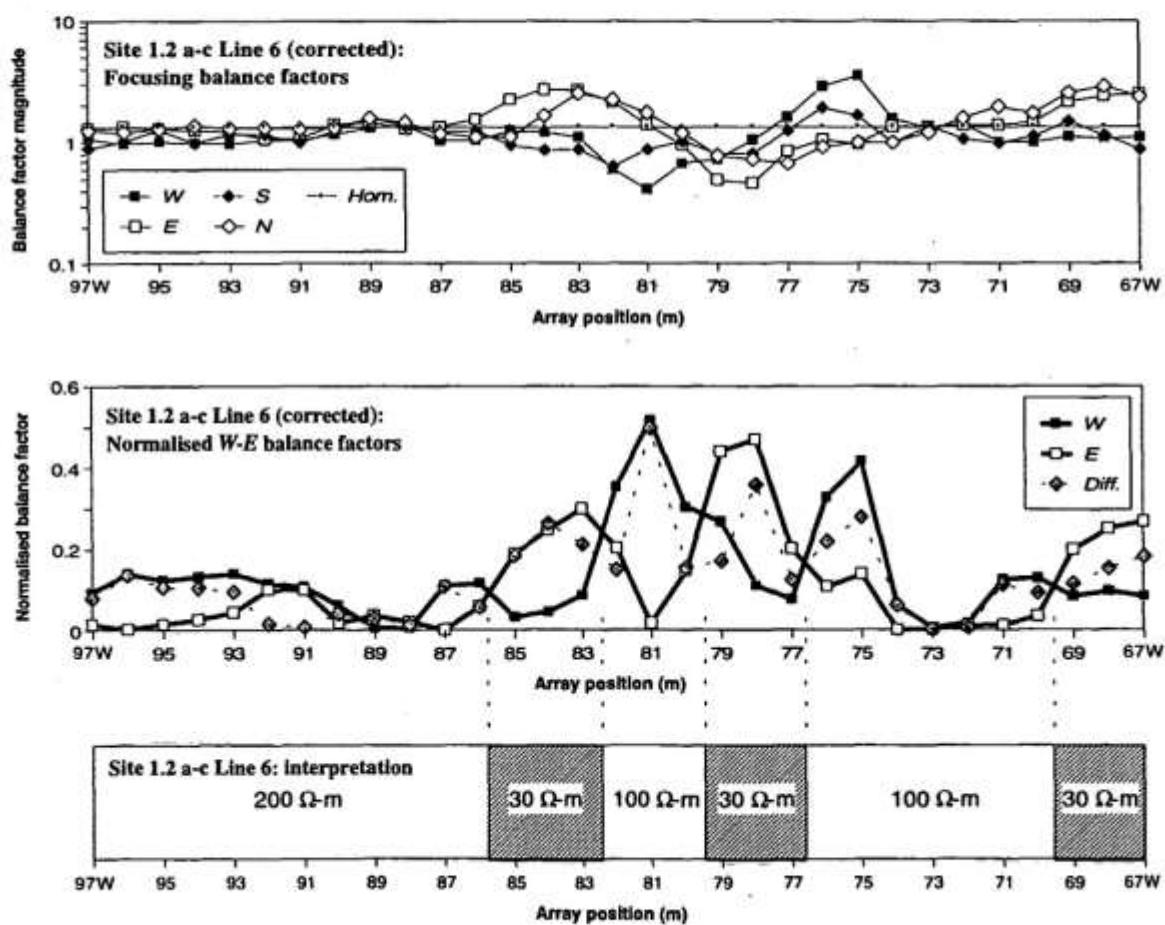 10
1
0.1
Balance factor magnitude
Site 1.2 a-c Line 6 (corrected):
Focusing balance factors
W S Hom.
E N
97W 95 93 91 89 87 85 83 81 79 77 75 73 71 69 67W
Array position (m)
0.6
0.4
0.2
0
Normalised balance factor
Site 1.2 a-c Line 6 (corrected):
Normalised W-E balance factors
W
E
Diff.
97W 95 93 91 89 87 85 83 81 79 77 75 73 71 69 67W
Array position (m)
Site 1.2 a-c Line 6: interpretation
200 Ω-m 30 Ω-m 100 Ω-m 30 Ω-m 100 Ω-m 30 Ω-m
97W 95 93 91 89 87 85 83 81 79 77 75 73 71 69 67W
Array position (m)